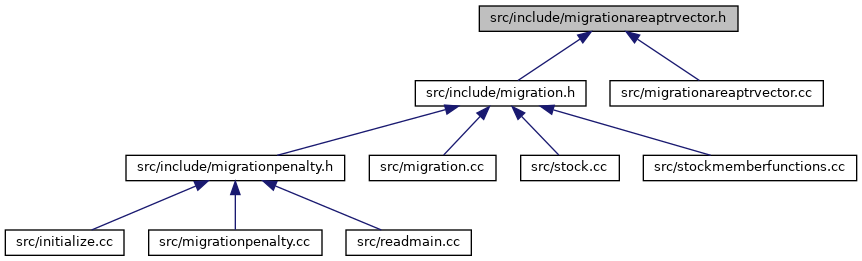 src/include/migrationareaptrvector.h
src/include/migration.h
src/migrationareaptrvector.cc
src/include/migrationpenalty.h
src/migration.cc
src/stock.cc
src/stockmemberfunctions.cc
src/initialize.cc
src/migrationpenalty.cc
src/readmain.cc